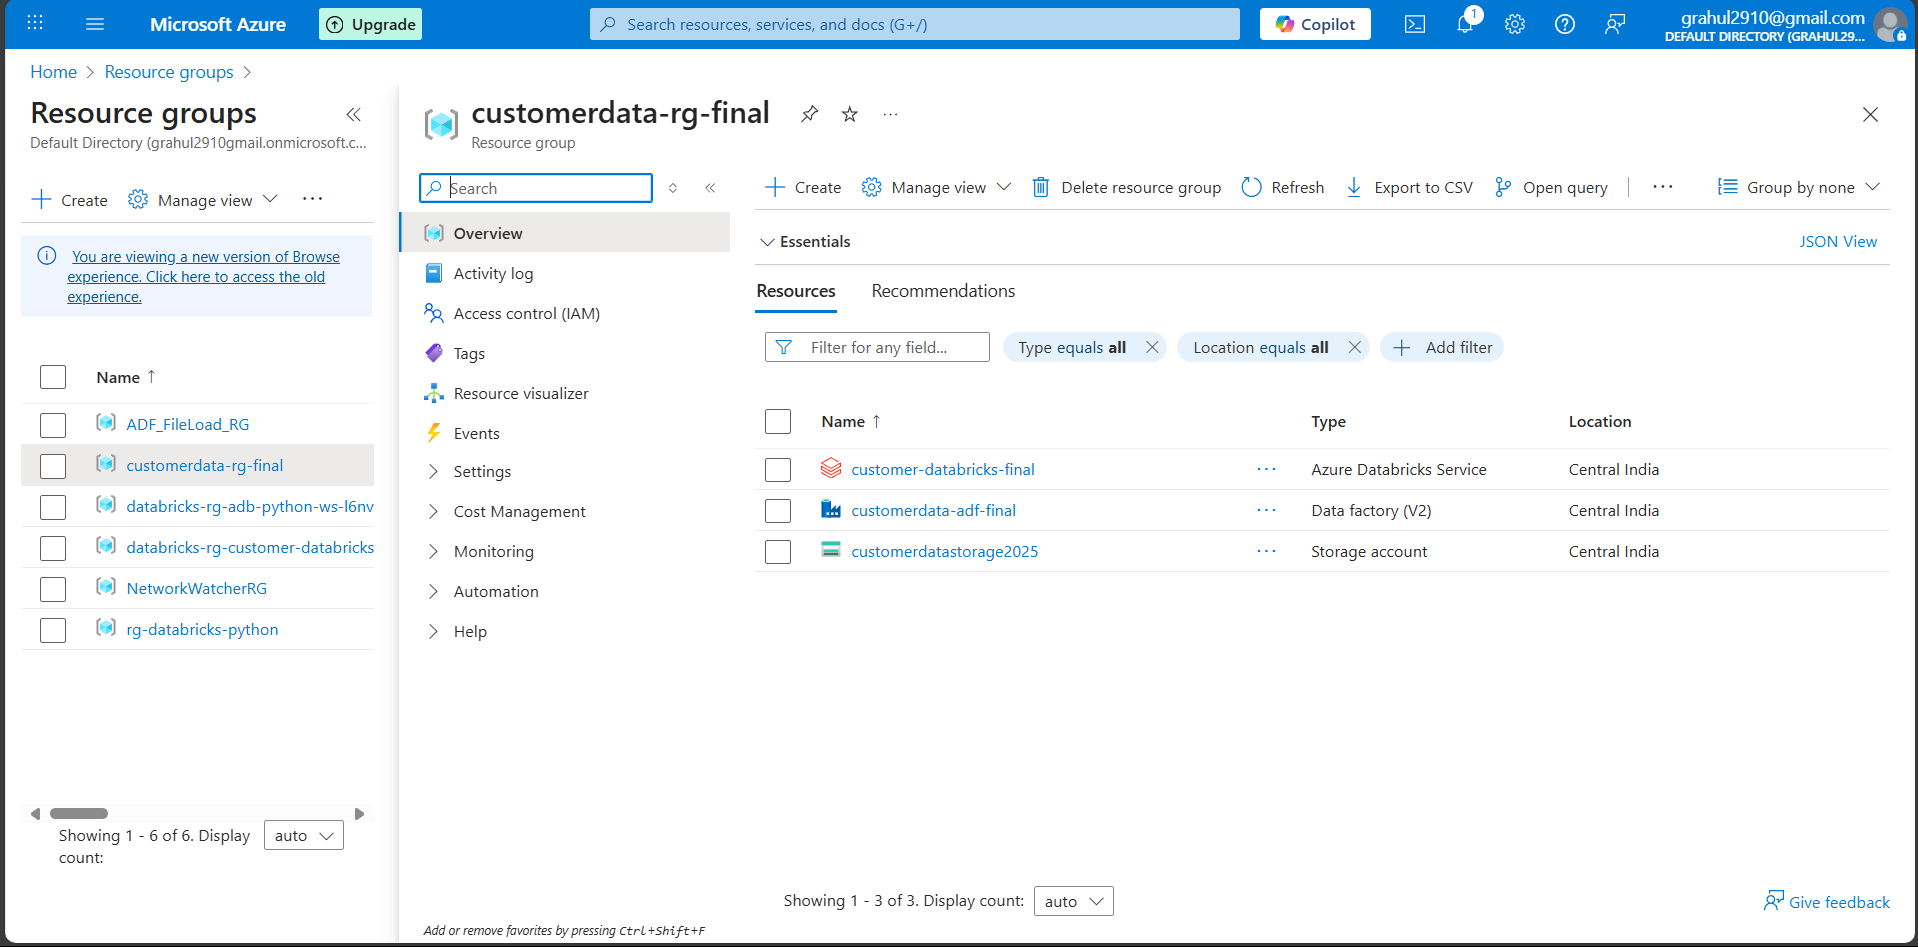 Microsoft Azure
Upgrade
Search resources, services, and docs (G+/)
Copilot
1
grahul2910@gmail.com
DEFAULT DIRECTORY (GRAHUL29...
Home
Resource groups
Resource groups
Default Directory (grahul2910gmail.onmicrosoft.c...
Create
Manage view
...
You are viewing a new version of Browse
experience. Click here to access the old
experience.
Name ↑
ADF_FileLoad_RG
customerdata-rg-final
databricks-rg-adb-python-ws-l6nv
databricks-rg-customer-databricks
NetworkWatcherRG
rg-databricks-python
Showing 1 - 6 of 6. Display
count:
auto
customerdata-rg-final
...
Resource group
Search
Overview
Activity log
Access control (IAM)
Tags
Resource visualizer
Events
Settings
Cost Management
Monitoring
Automation
Help
Add or remove favorites by pressing Ctrl+Shift+F
Create
Manage view
Delete resource group
Refresh
Export to CSV
Open query
...
Group by none
Essentials
JSON View
Resources
Recommendations
Filter for any field...
Type equals all
Location equals all
Add filter
Name ↑ Type Location
customer-databricks-final ... Azure Databricks Service Central India
customerdata-adf-final ... Data factory (V2) Central India
customerdatastorage2025 ... Storage account Central India
Showing 1 - 3 of 3. Display count: auto
Give feedback